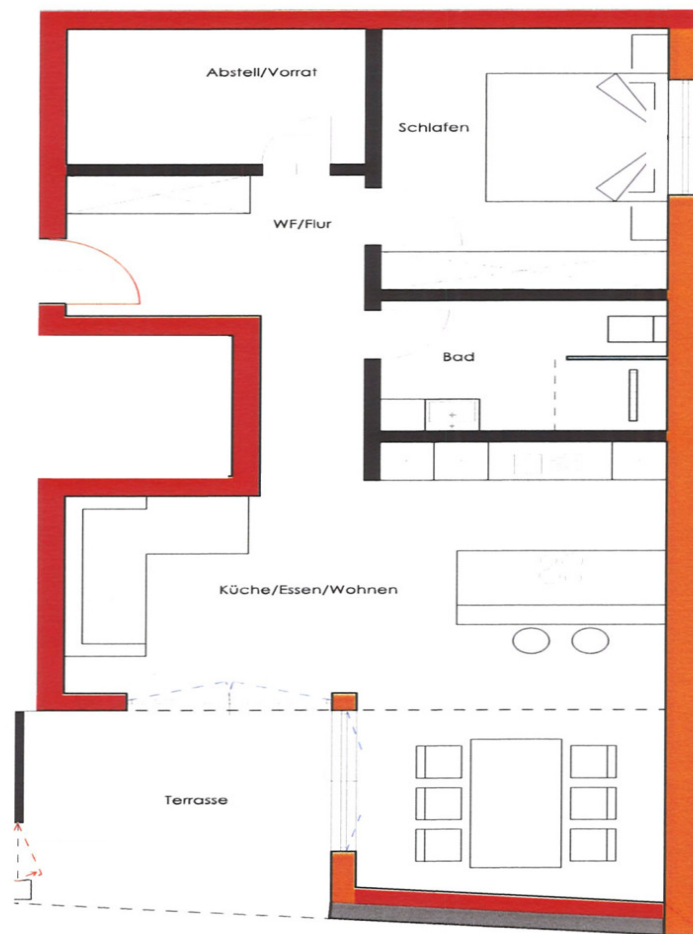 Abstell/Vorrat
Schlafen
WF/Flur
Bad
Küche/Essen/Wohnen
Terrasse